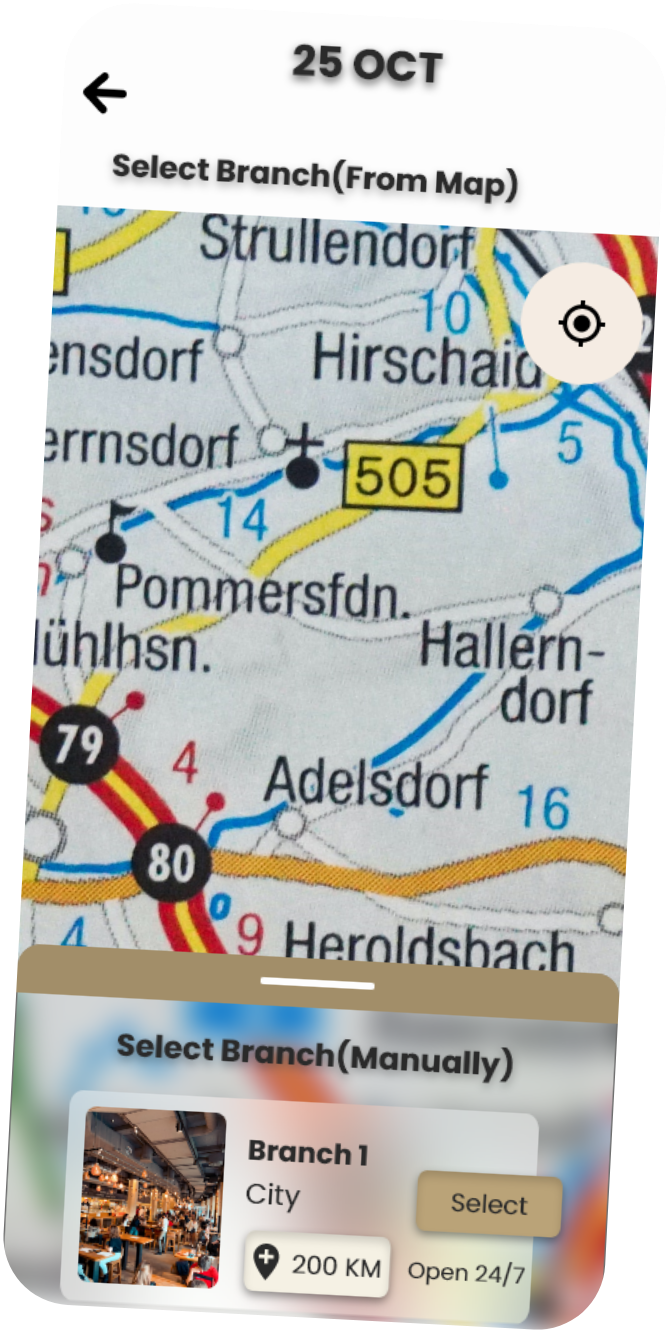 25 OCT
Select Branch(From Map)
Strullendorf
10
ensdorf
Hirschaid
errnsdorf
505
5
14
Pommersfdn.
ühlhsn.
Hallern-
dorf
79
4
Adelsdorf
16
80
4
9
Heroldsbach
Select Branch(Manually)
Branch 1
City
Select
200 KM
Open 24/7